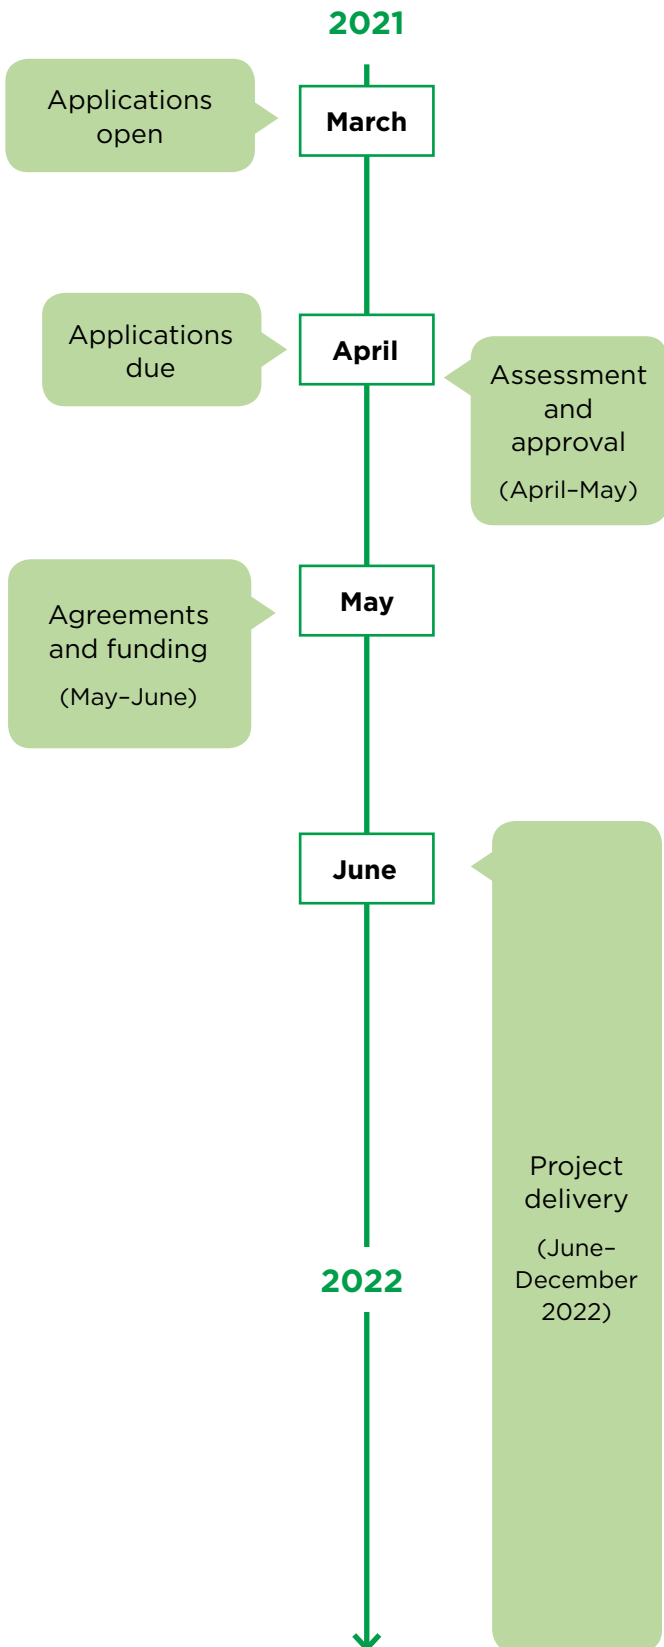 2021
Applications
open
March
Applications
due
April
Assessment
and
approval
(April–May)
Agreements
and funding
(May–June)
May
June
Project
delivery
(June–
December
2022)
2022